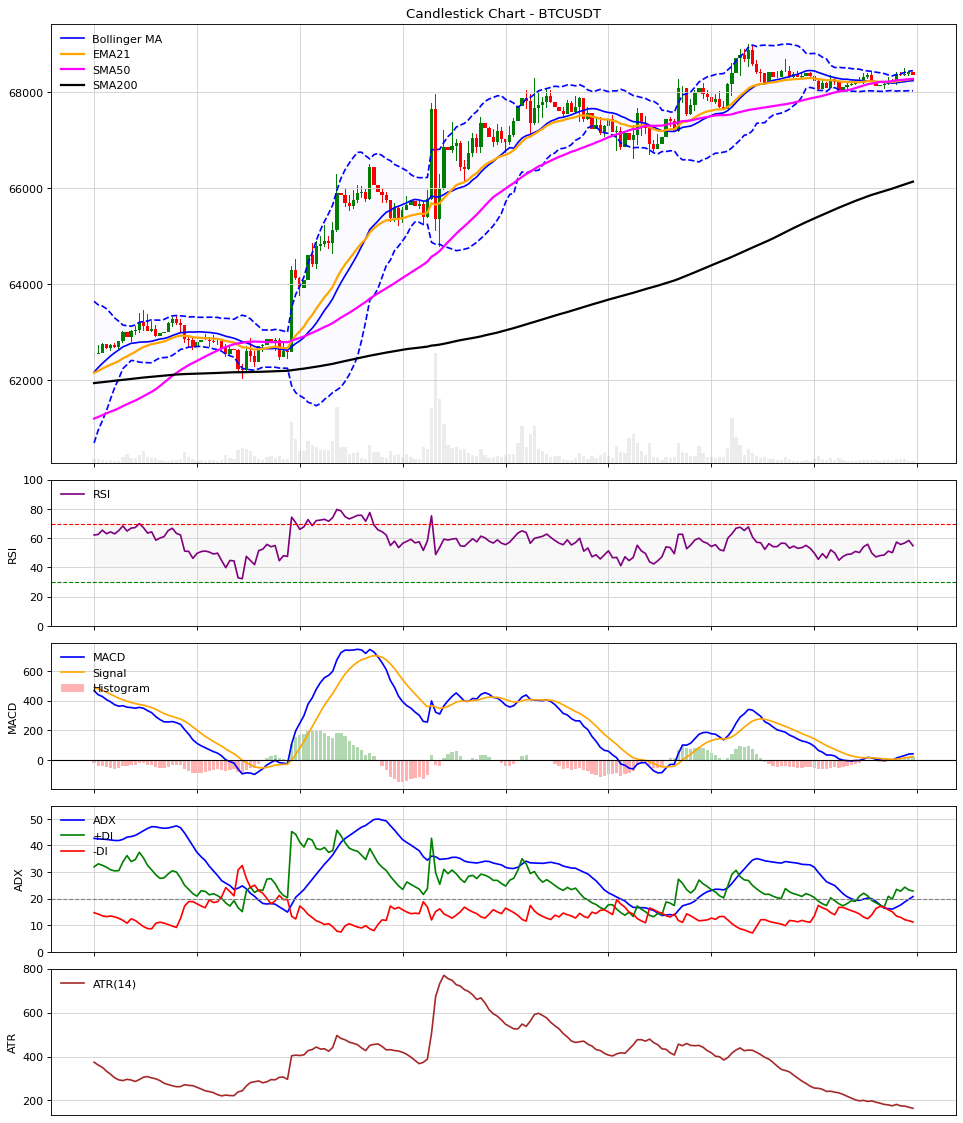 Candlestick Chart - BTCUSDT
Bollinger MA
EMA21
SMA50
SMA200
68000
66000
64000
62000
RSI
100
80
60
40
20
0
RSI
MACD
Signal
Histogram
600
400
200
0
MACD
ADX
+DI
-DI
50
40
30
20
10
0
ADX
ATR(14)
800
600
400
200
ATR